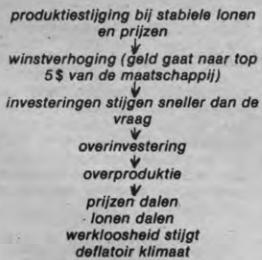 produktiestijging bij stabiele lonen
en prijzen
winstverhoging (geld gaat naar top
5$ van de maatschappij)
investeringen stijgen sneller dan de
vraag
overinvestering
overproduktie
prijzen dalen
lonen dalen
werkloosheid stijgt
deflatoir klimaat